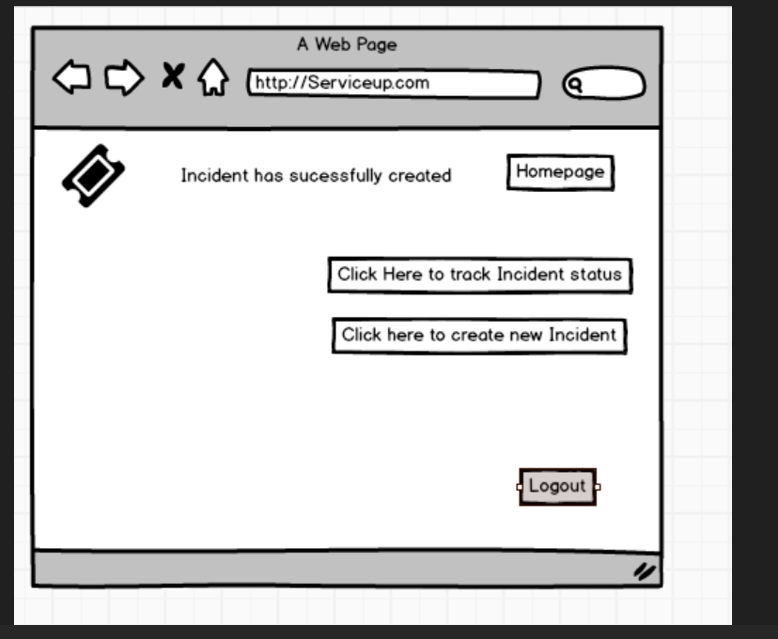 A Web Page
http://Serviceup.com
Incident has sucessfully created
Homepage
Click Here to track Incident status
Click here to create new Incident
Logout